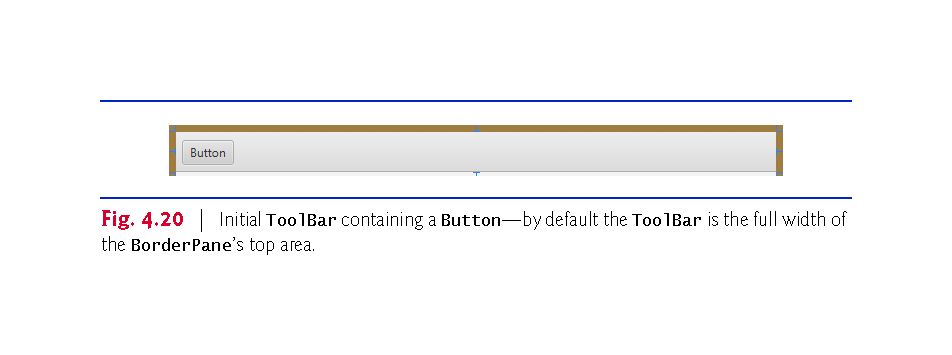 Button
Fig. 4.20 | Initial ToolBar containing a Button—by default the ToolBar is the full width of
the BorderPane’s top area.